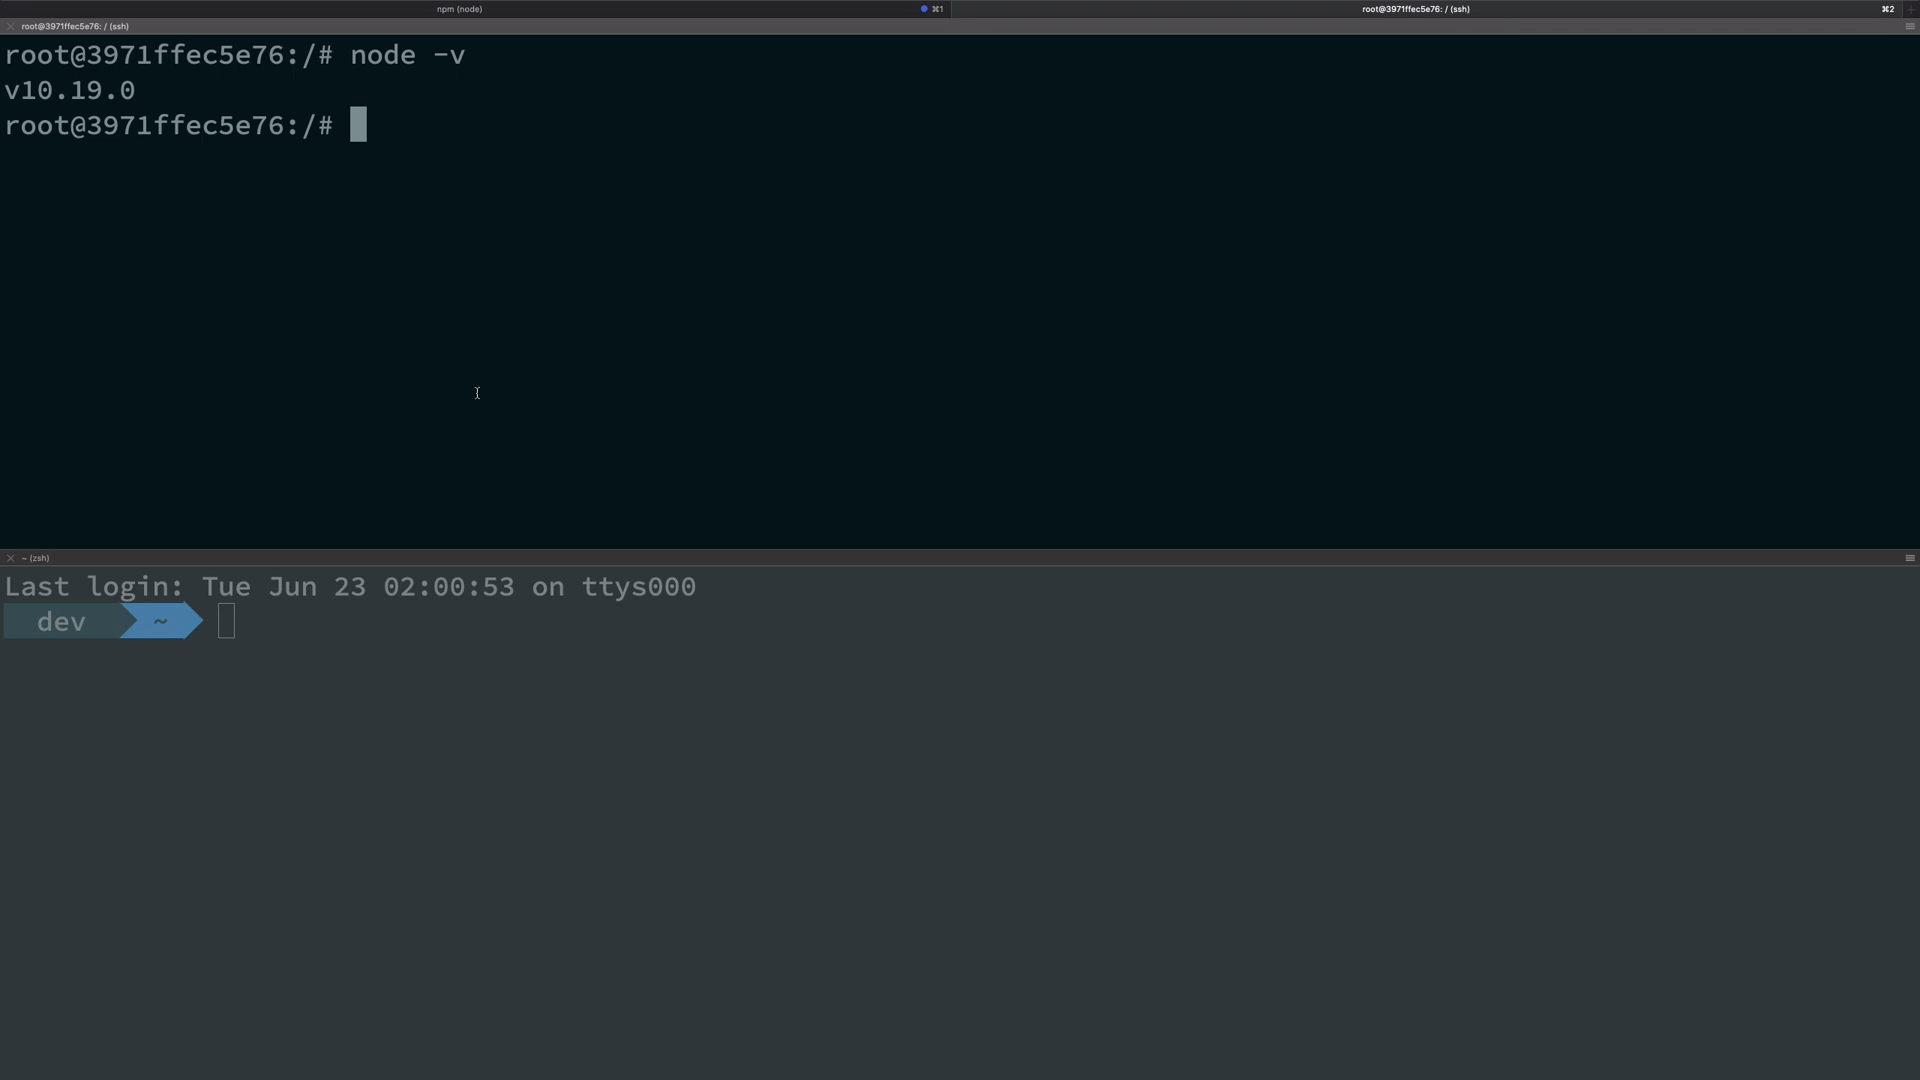 npm (node) ⌘1 root@3971ffec5e76: / (ssh) ⌘2
root@3971ffec5e76: / (ssh)
root@3971ffec5e76:/# node -v
v10.19.0
root@3971ffec5e76:/#
~ (zsh)
Last login: Tue Jun 23 02:00:53 on ttys000
dev ~